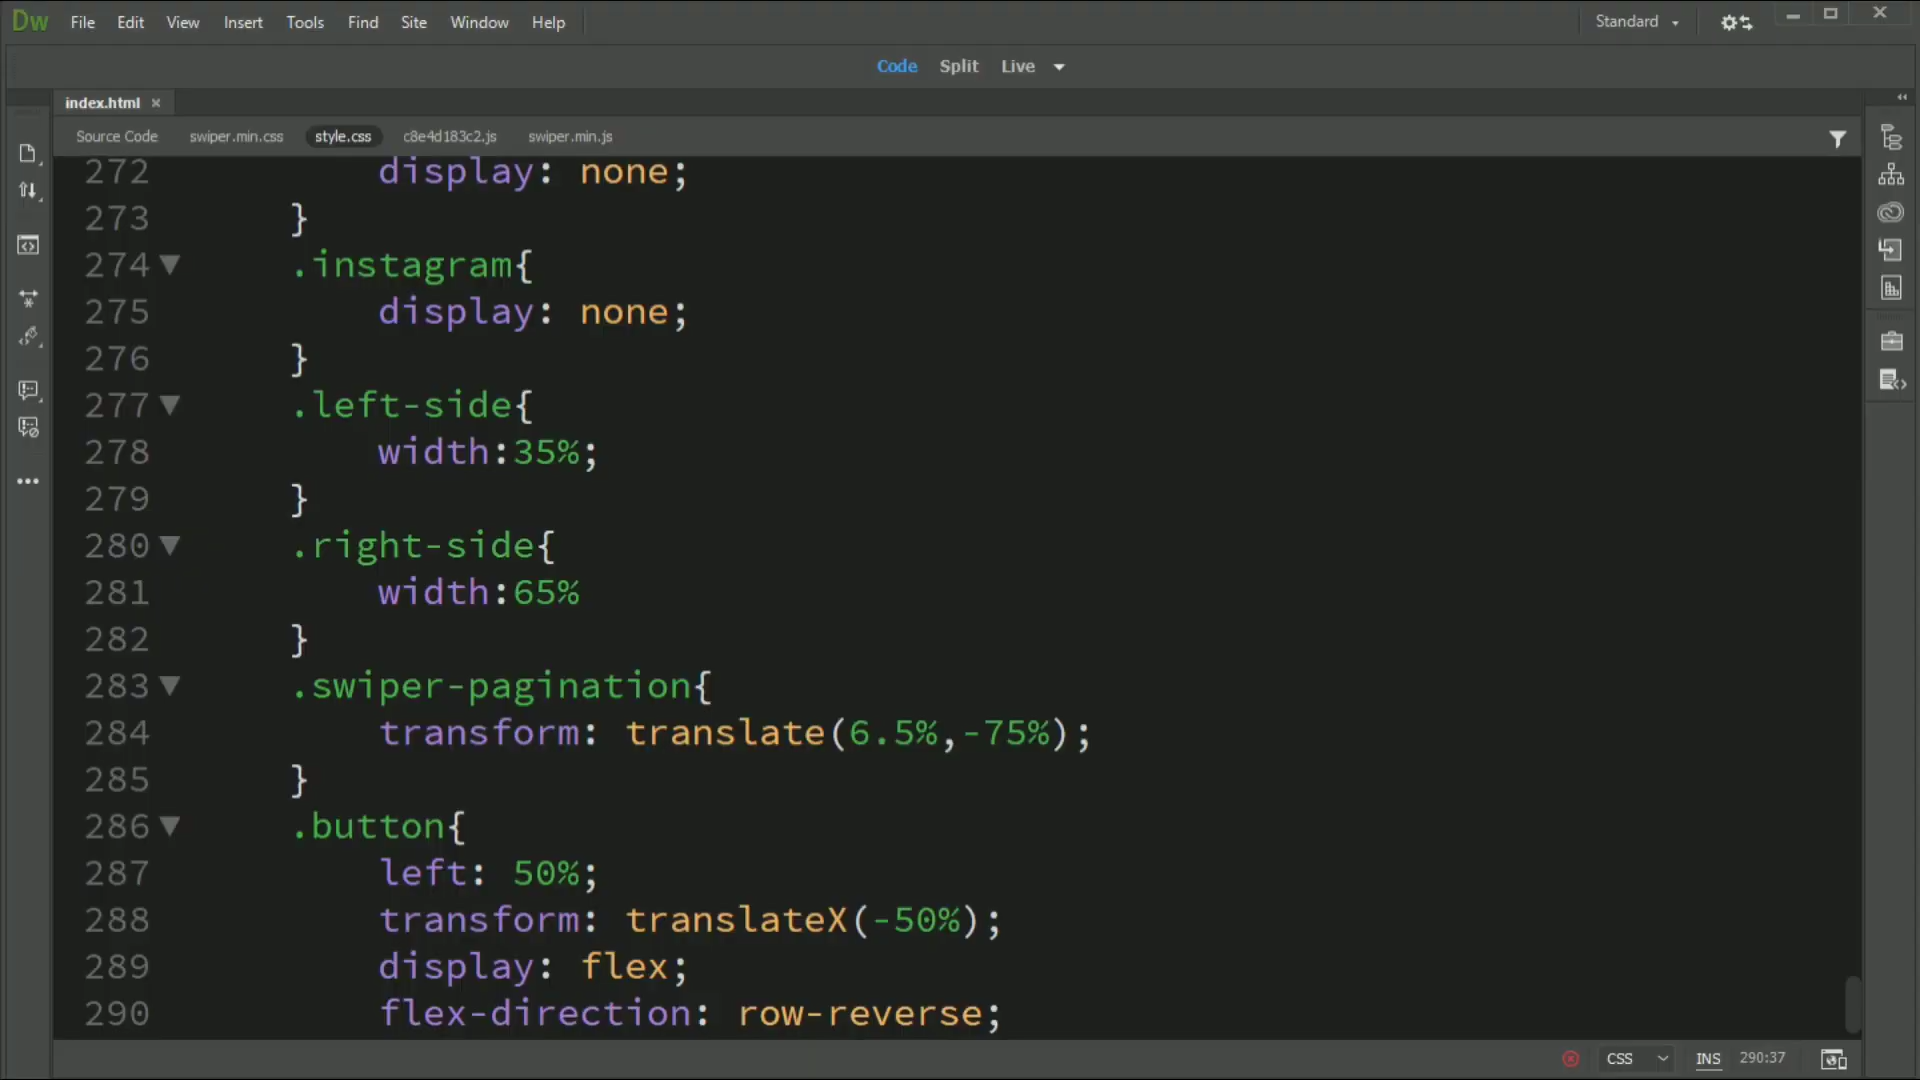 Dw File Edit View Insert Tools Find Site Window Help Standard
Code Split Live
index.html
Source Code swiper.min.css style.css c8e4d183c2.js swiper.min.js
272 display: none;
273 }
274 .instagram{
275 display: none;
276 }
277 .left-side{
278 width:35%;
279 }
280 .right-side{
281 width:65%
282 }
283 .swiper-pagination{
284 transform: translate(6.5%,-75%);
285 }
286 .button{
287 left: 50%;
288 transform: translateX(-50%);
289 display: flex;
290 flex-direction: row-reverse;
CSS INS 290:37